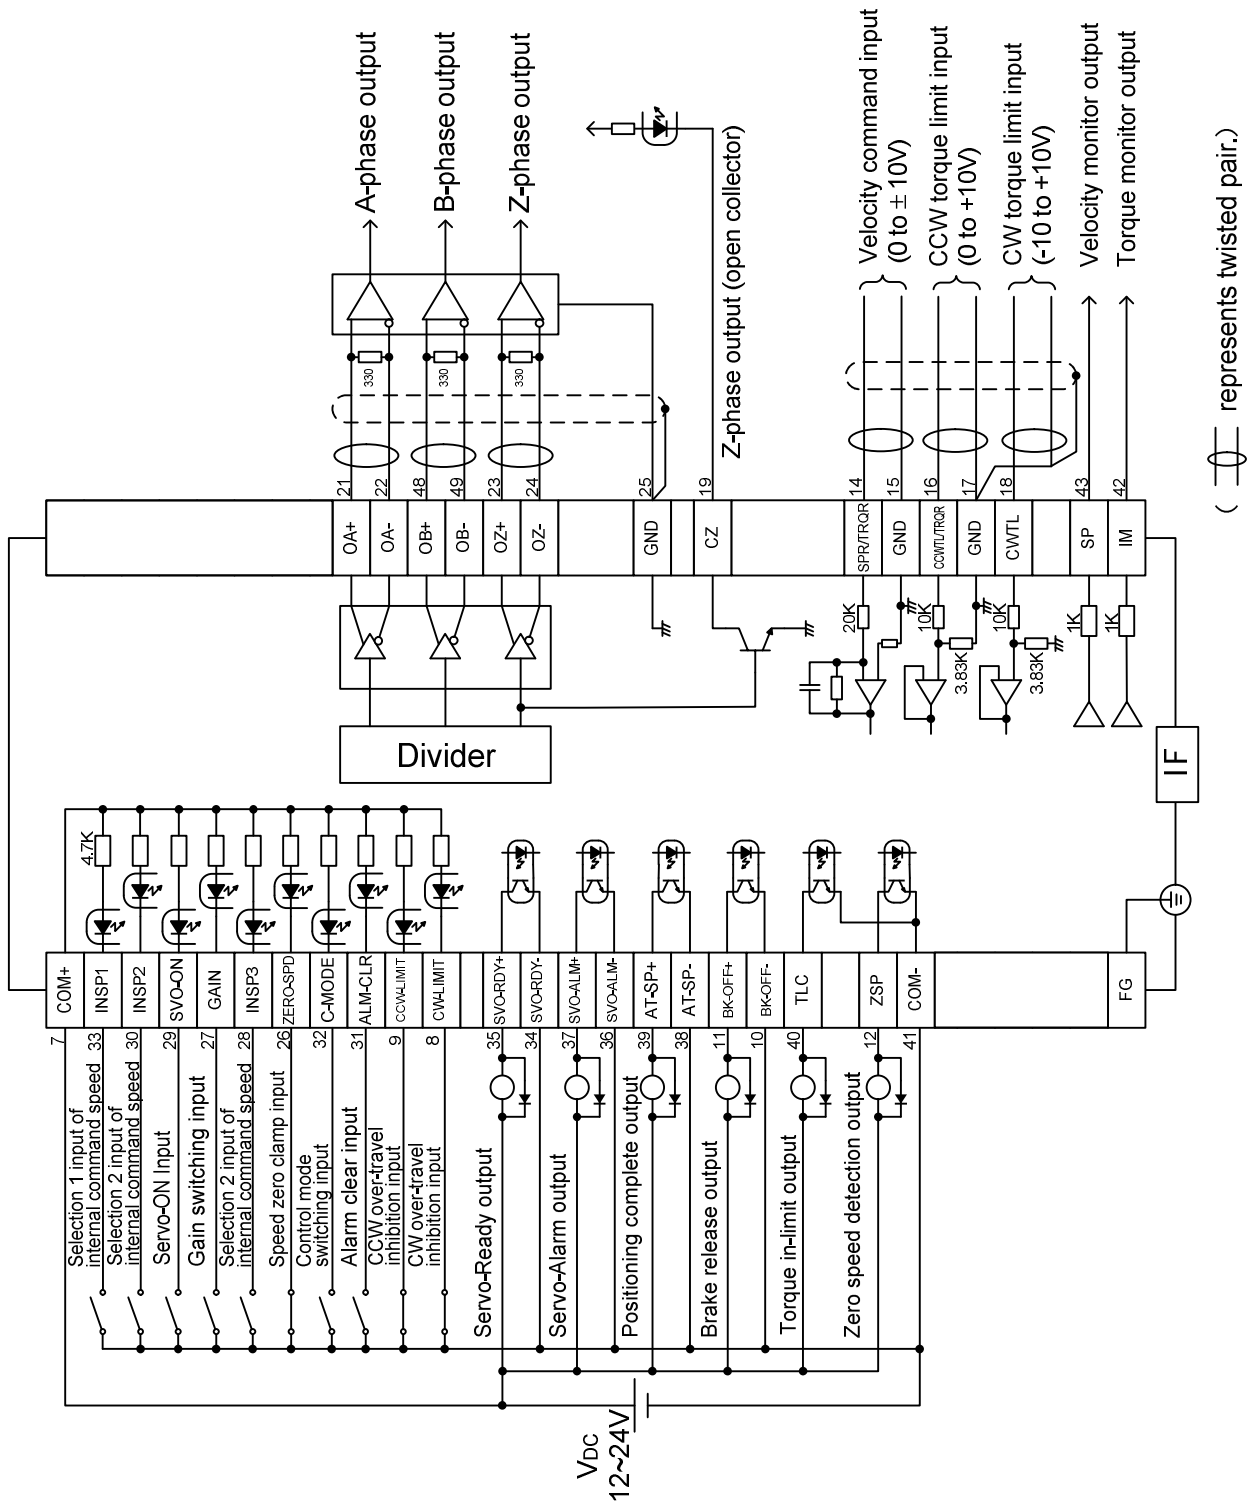 A-phase output
B-phase output
Z-phase output
Z-phase output (open collector)
Velocity command input
(0 to ± 10V)
CCW torque limit input
(0 to +10V)
CW torque limit input
(-10 to +10V)
Velocity monitor output
Torque monitor output
( represents twisted pair.)
330
330
330
21
22
48
49
23
24
25
19
14
15
16
17
18
43
42
OA+
OA-
OB+
OB-
OZ+
OZ-
GND
CZ
SPR/TRQR
GND
CCWTL/TRQR
GND
CWTL
SP
IM
20K
10K
3.83K
10K
3.83K
1K
1K
Divider
IF
4.7K
COM+
INSP1
INSP2
SVO-ON
GAIN
INSP3
ZERO-SPD
C-MODE
ALM-CLR
CCW-LIMIT
CW-LIMIT
SVO-RDY+
SVO-RDY-
SVO-ALM+
SVO-ALM-
AT-SP+
AT-SP-
BK-OFF+
BK-OFF-
TLC
ZSP
COM-
FG
7
33
30
29
27
28
26
32
31
9
8
35
34
37
36
39
38
11
10
40
12
41
Selection 1 input of
internal command speed
Selection 2 input of
internal command speed
Servo-ON Input
Gain switching input
Selection 2 input of
internal command speed
Speed zero clamp input
Control mode
switching input
Alarm clear input
CCW over-travel
inhibition input
CW over-travel
inhibition input
Servo-Ready output
Servo-Alarm output
Positioning complete output
Brake release output
Torque in-limit output
Zero speed detection output
VDC
12~24V